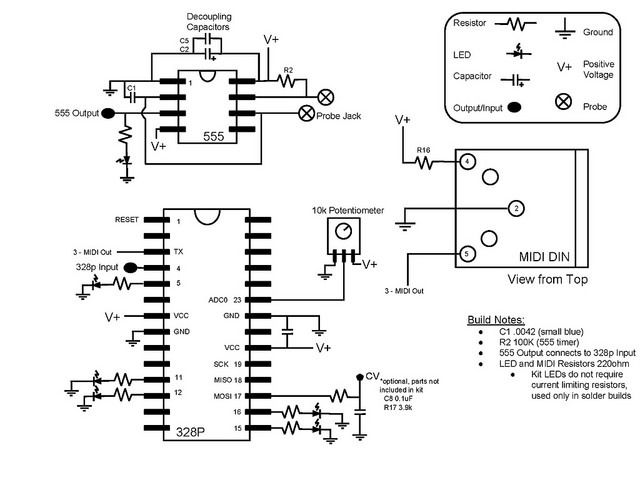 Decoupling
Capacitors
C5
C2
V+
R2
1
C1
555 Output
555
V+
Probe Jack
Resistor
Ground
LED
V+
Positive
Voltage
Capacitor
Output/Input
Probe
V+
R16
4
2
5
MIDI DIN
View from Top
3 - MIDI Out
RESET
1
3 - MIDI Out
TX
328p Input
4
5
V+
VCC
GND
11
12
328P
10k Potentiometer
V+
ADC0 23
GND
VCC
V+
SCK 19
MISO 18
MOSI 17
16
15
CV
*optional, parts not
included in kit
C8 0.1uF
R17 3.9k
Build Notes:
• C1 .0042 (small blue)
• R2 100K (555 timer)
• 555 Output connects to 328p Input
• LED and MIDI Resistors 220ohm
• Kit LEDs do not require
current limiting resistors,
used only in solder builds